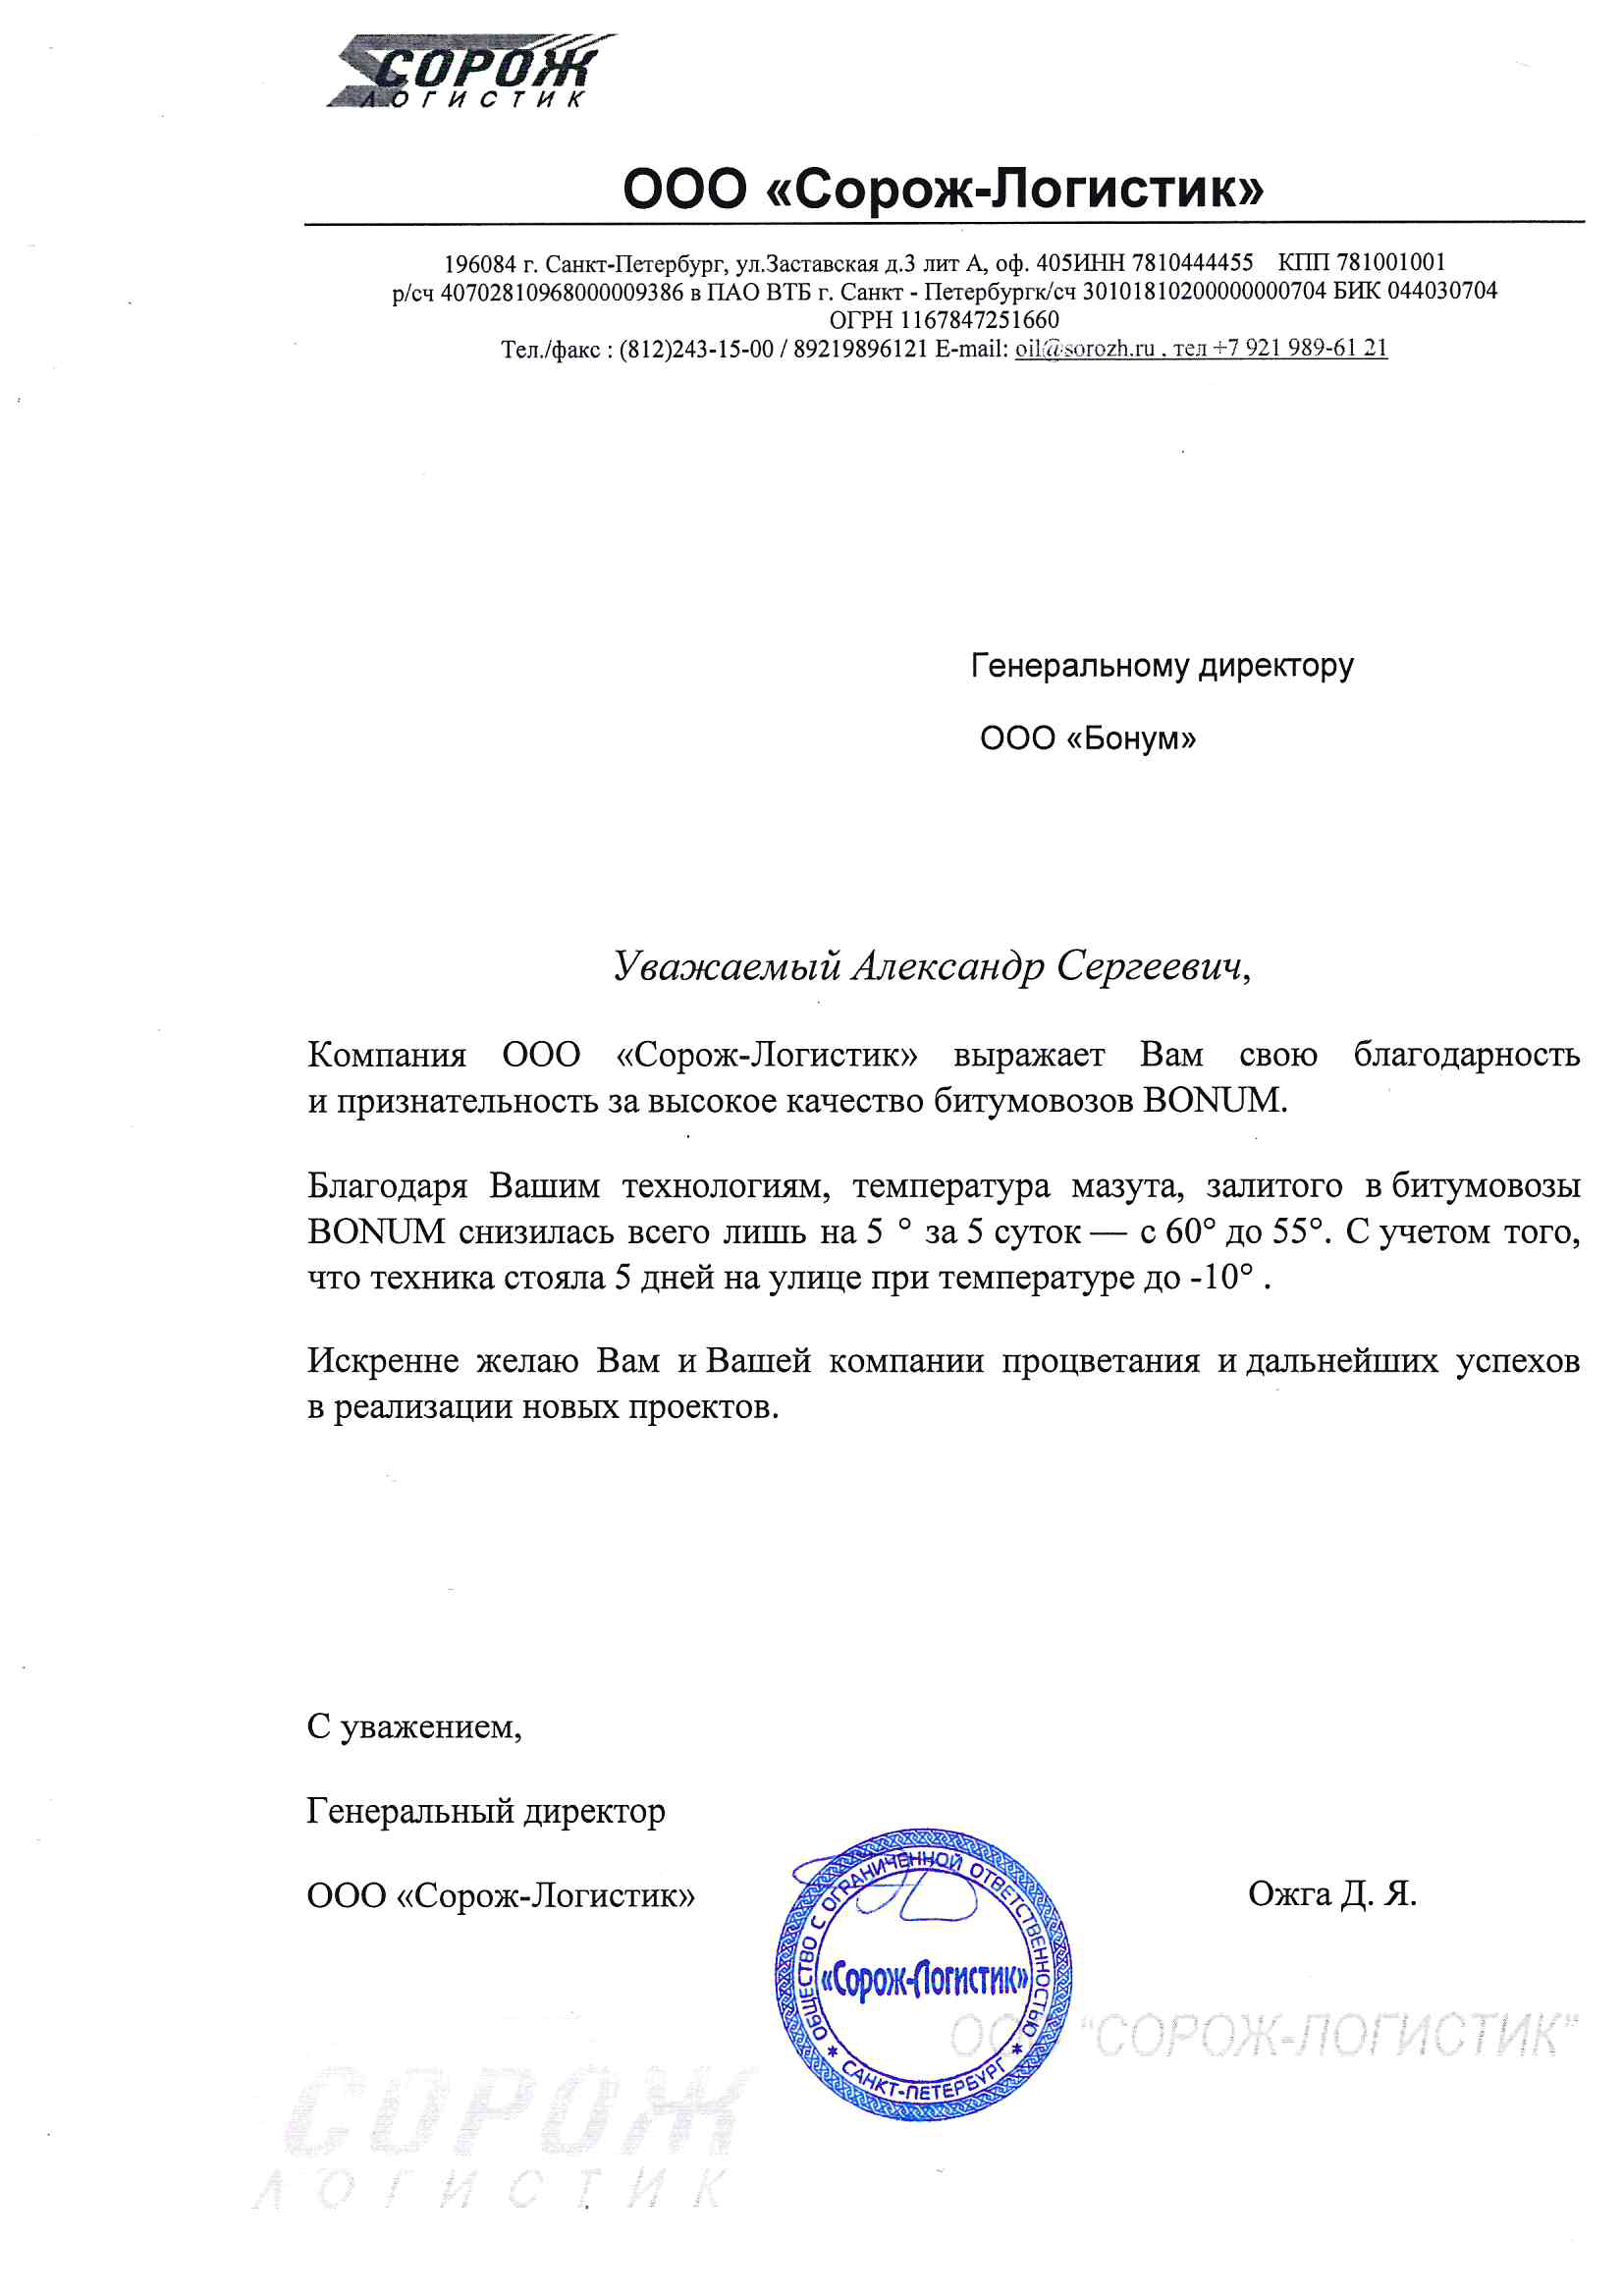 СОРОЖ
ЛОГИСТИК
ООО «Сорож-Логистик»
196084 г. Санкт-Петербург, ул.Заставская д.3 лит А, оф. 405ИНН 7810444455 КПП 781001001
р/сч 40702810968000009386 в ПАО ВТБ г. Санкт - Петербургк/сч 30101810200000000704 БИК 044030704
ОГРН 1167847251660
Тел./факс : (812)243-15-00 / 89219896121 E-mail: oil@sorozh.ru , тел +7 921 989-61 21
Генеральному директору
ООО «Бонум»
Уважаемый Александр Сергеевич,
Компания ООО «Сорож-Логистик» выражает Вам свою благодарность
и признательность за высокое качество битумовозов BONUM.
Благодаря Вашим технологиям, температура мазута, залитого в битумовозы
BONUM снизилась всего лишь на 5 ° за 5 суток — с 60° до 55°. С учетом того,
что техника стояла 5 дней на улице при температуре до -10° .
Искренне желаю Вам и Вашей компании процветания и дальнейших успехов
в реализации новых проектов.
С уважением,
Генеральный директор
ООО «Сорож-Логистик»
Ожга Д. Я.
ОБЩЕСТВО С ОГРАНИЧЕННОЙ ОТВЕТСТВЕННОСТЬЮ
«Сорож-Логистик»
* САНКТ-ПЕТЕРБУРГ *
ООО "СОРОЖ-ЛОГИСТИК"
СОРОЖ
ЛОГИСТИК